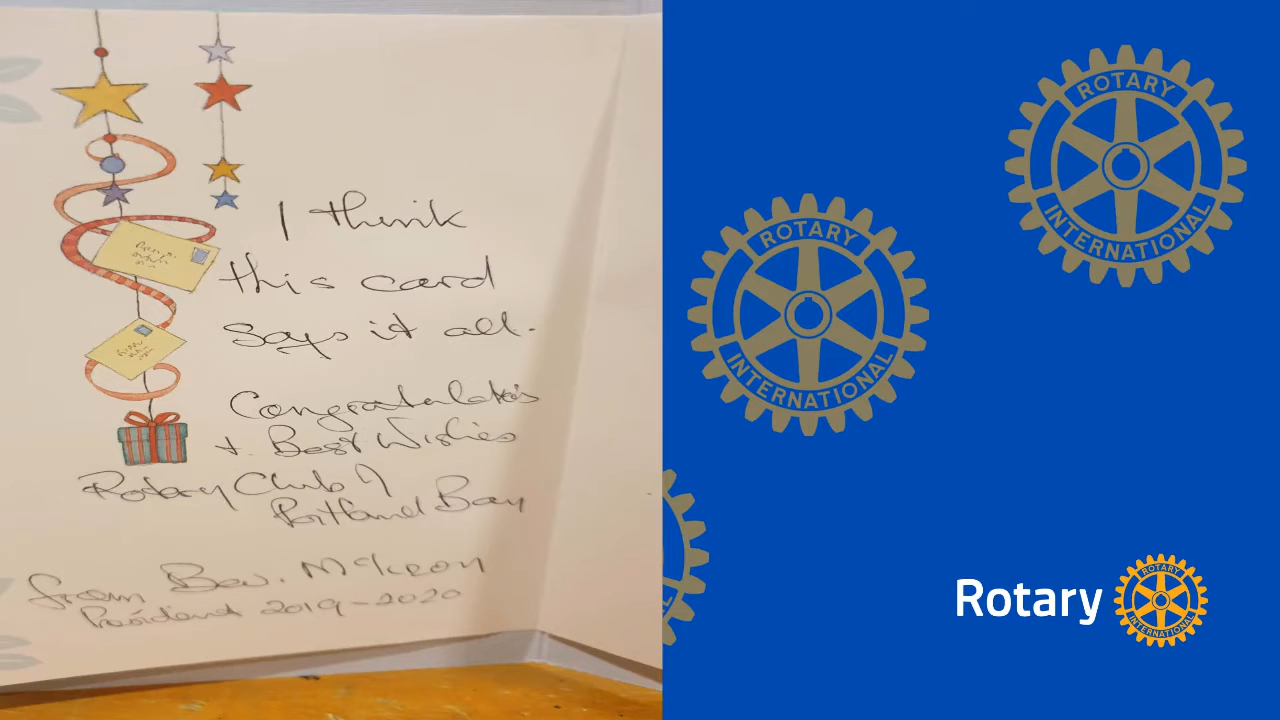 I think
this card
Says it all.
Congratulations
+ Best Wishes
Rotary Club of
Portland Bay
from Bev. McKeon
President 2019-2020
ROTARY
INTERNATIONAL
ROTARY
INTERNATIONAL
Rotary
ROTARY
INTERNATIONAL